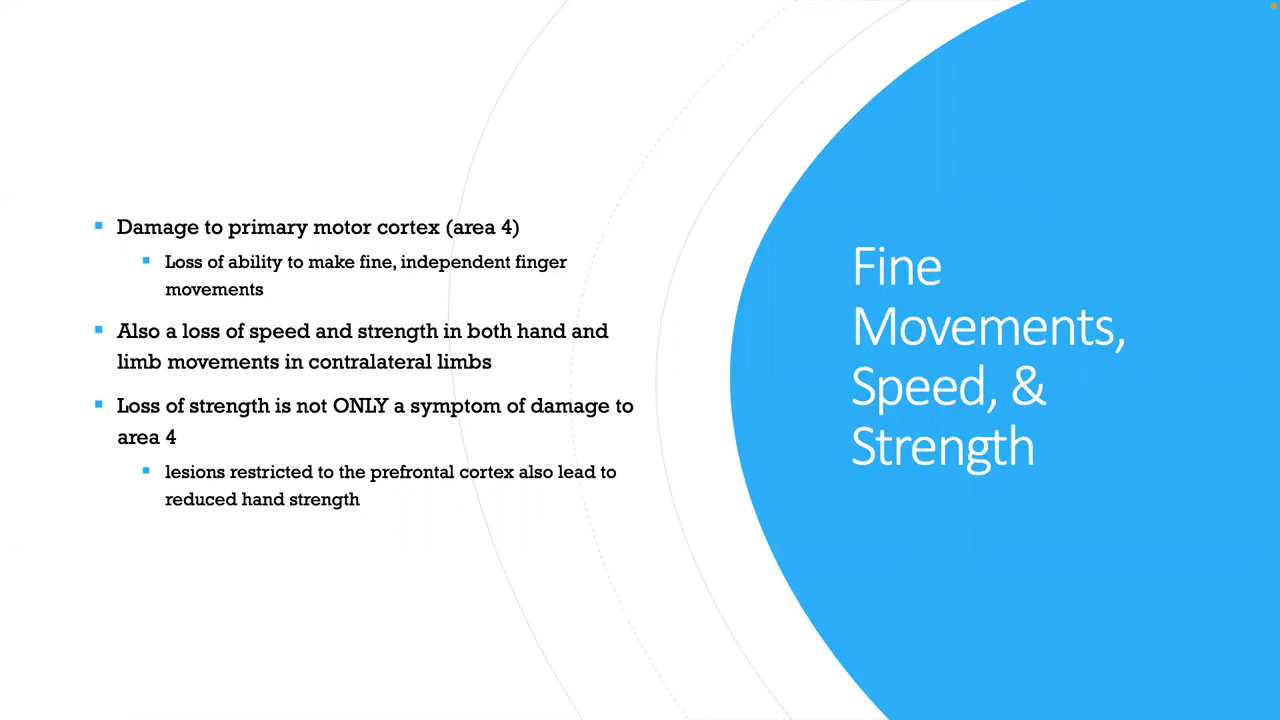 Damage to primary motor cortex (area 4)
Loss of ability to make fine, independent finger
movements
Also a loss of speed and strength in both hand and
limb movements in contralateral limbs
Loss of strength is not ONLY a symptom of damage to
area 4
lesions restricted to the prefrontal cortex also lead to
reduced hand strength
Fine
Movements,
Speed, &
Strength